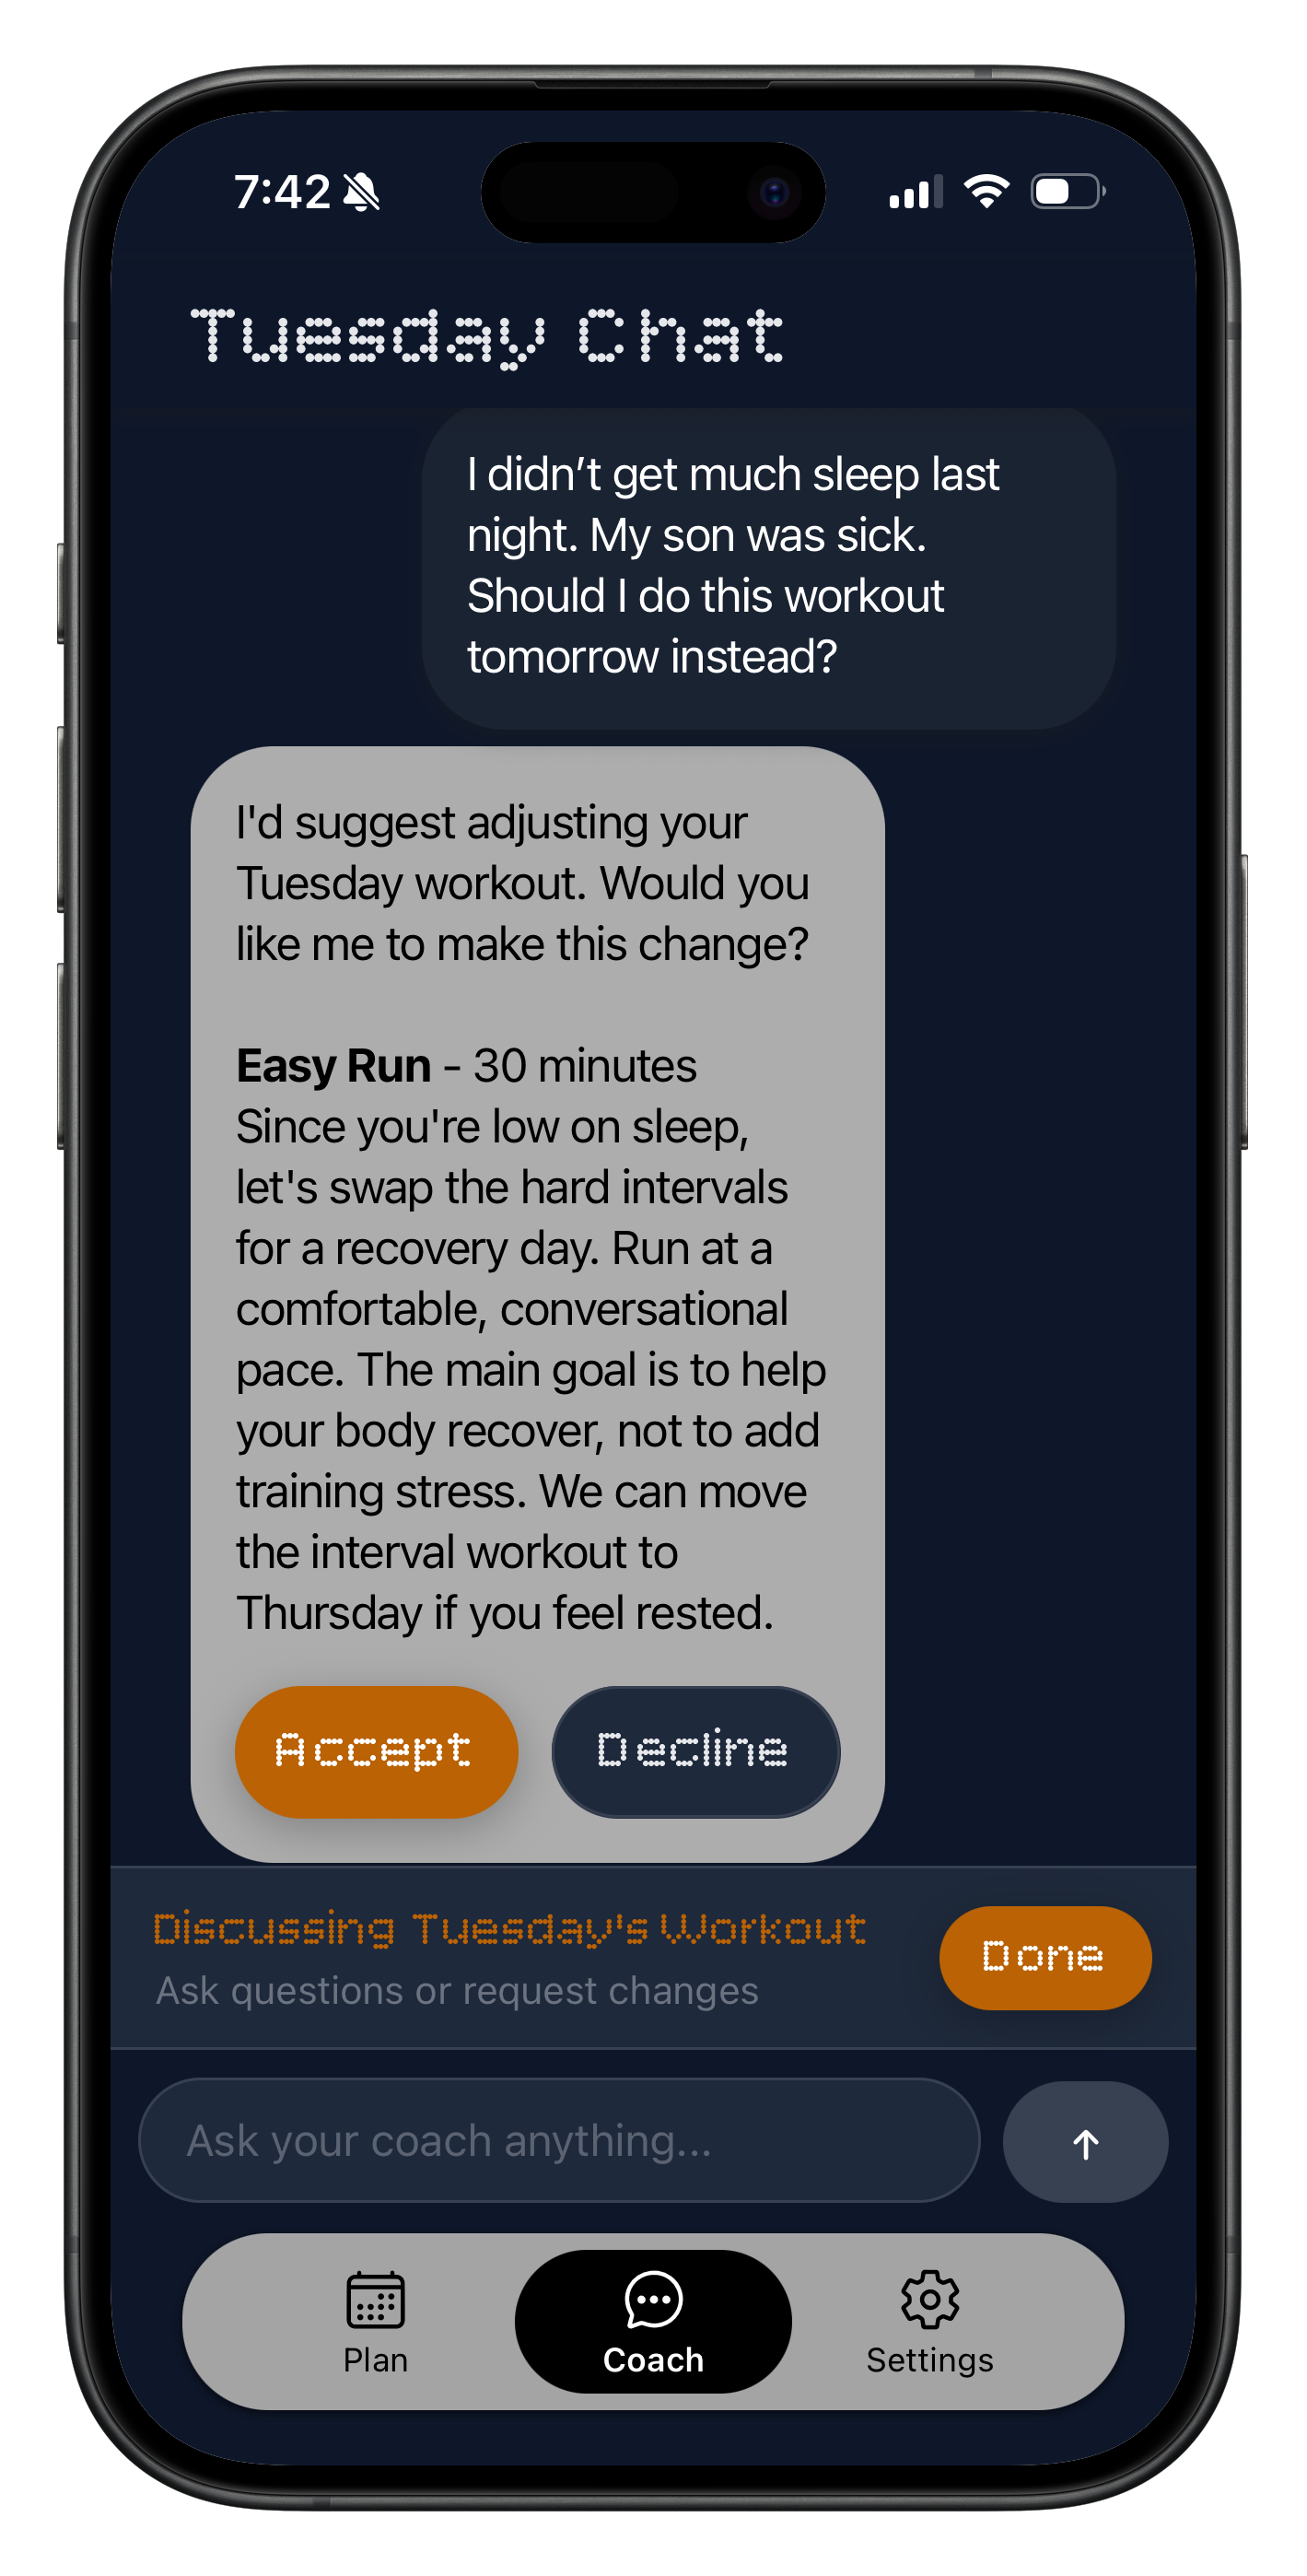 7:42
Tuesday Chat
I didn’t get much sleep last
night. My son was sick.
Should I do this workout
tomorrow instead?
I'd suggest adjusting your
Tuesday workout. Would you
like me to make this change?
Easy Run - 30 minutes
Since you're low on sleep,
let's swap the hard intervals
for a recovery day. Run at a
comfortable, conversational
pace. The main goal is to help
your body recover, not to add
training stress. We can move
the interval workout to
Thursday if you feel rested.
Accept Decline
Discussing Tuesday's Workout
Ask questions or request changes
Done
Ask your coach anything...
Plan Coach Settings